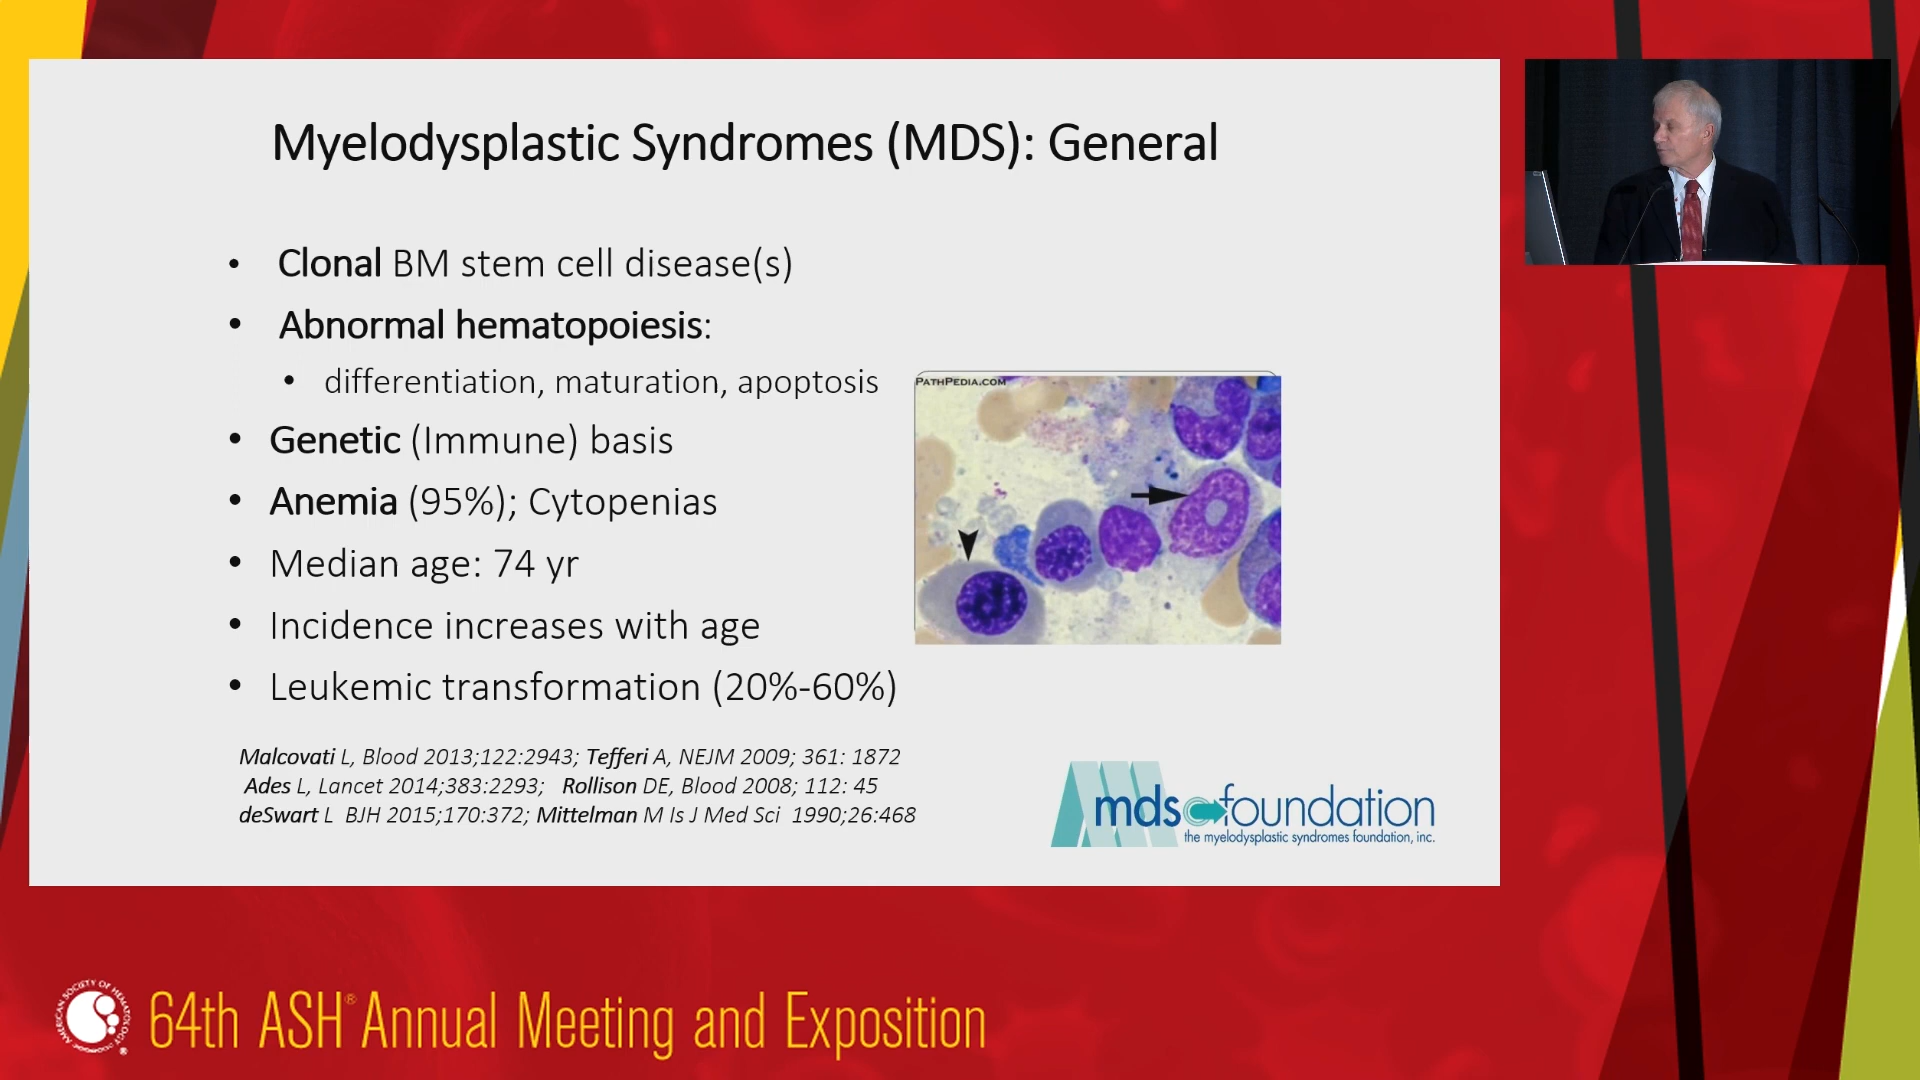 Myelodysplastic Syndromes (MDS): General
• Clonal BM stem cell disease(s)
• Abnormal hematopoiesis:
• differentiation, maturation, apoptosis
• Genetic (Immune) basis
• Anemia (95%); Cytopenias
• Median age: 74 yr
• Incidence increases with age
• Leukemic transformation (20%-60%)
PATHPEDIA.COM
Malcovati L, Blood 2013;122:2943; Tefferi A, NEJM 2009; 361: 1872
Ades L, Lancet 2014;383:2293; Rollison DE, Blood 2008; 112: 45
deSwart L BJH 2015;170:372; Mittelman M Is J Med Sci 1990;26:468
mds foundation
the myelodysplastic syndromes foundation, inc.
AMERICAN SOCIETY OF HEMATOLOGY ®
64th ASH® Annual Meeting and Exposition